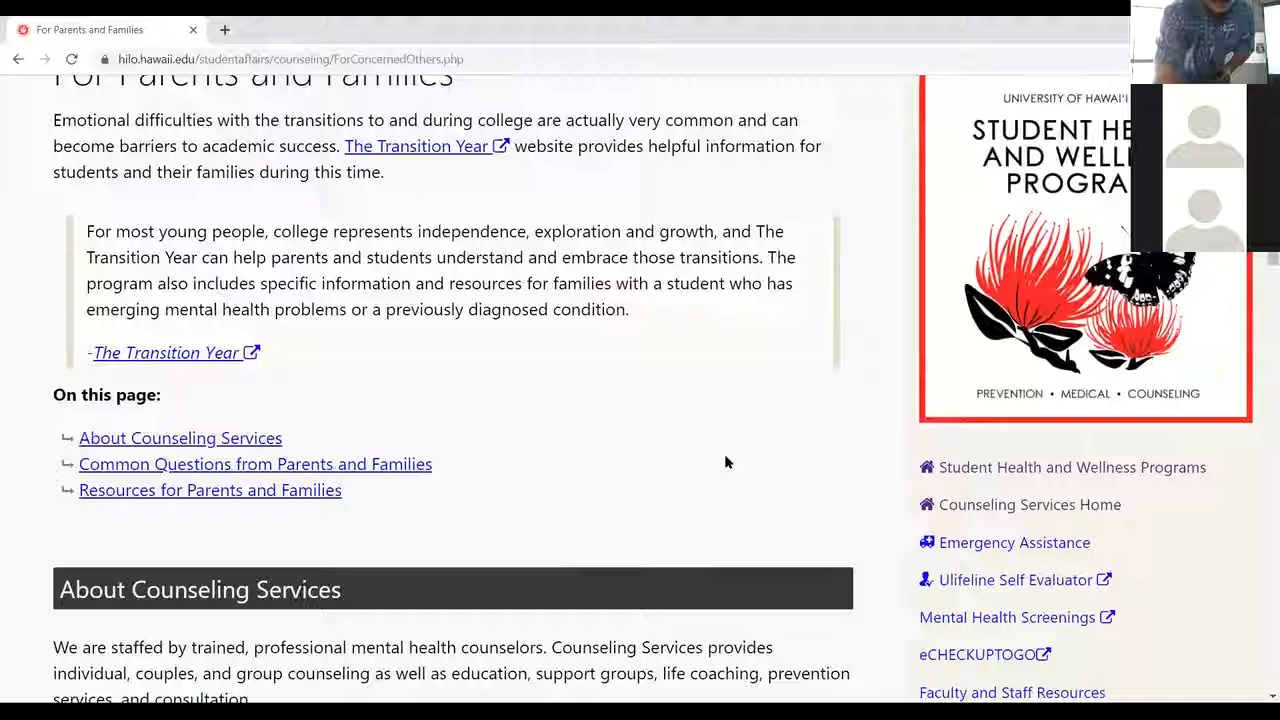 For Parents and Families
hilo.hawaii.edu/studentaffairs/counseling/ForConcernedOthers.php
For Parents and Families
Emotional difficulties with the transitions to and during college are actually very common and can
become barriers to academic success. The Transition Year website provides helpful information for
students and their families during this time.
For most young people, college represents independence, exploration and growth, and The
Transition Year can help parents and students understand and embrace those transitions. The
program also includes specific information and resources for families with a student who has
emerging mental health problems or a previously diagnosed condition.
-The Transition Year
On this page:
About Counseling Services
Common Questions from Parents and Families
Resources for Parents and Families
About Counseling Services
We are staffed by trained, professional mental health counselors. Counseling Services provides
individual, couples, and group counseling as well as education, support groups, life coaching, prevention
services, and consultation.
UNIVERSITY OF HAWAI'I
STUDENT HE
AND WELL
PROGRA
PREVENTION • MEDICAL • COUNSELING
Student Health and Wellness Programs
Counseling Services Home
Emergency Assistance
Ulifeline Self Evaluator
Mental Health Screenings
eCHECKUPTOGO
Faculty and Staff Resources